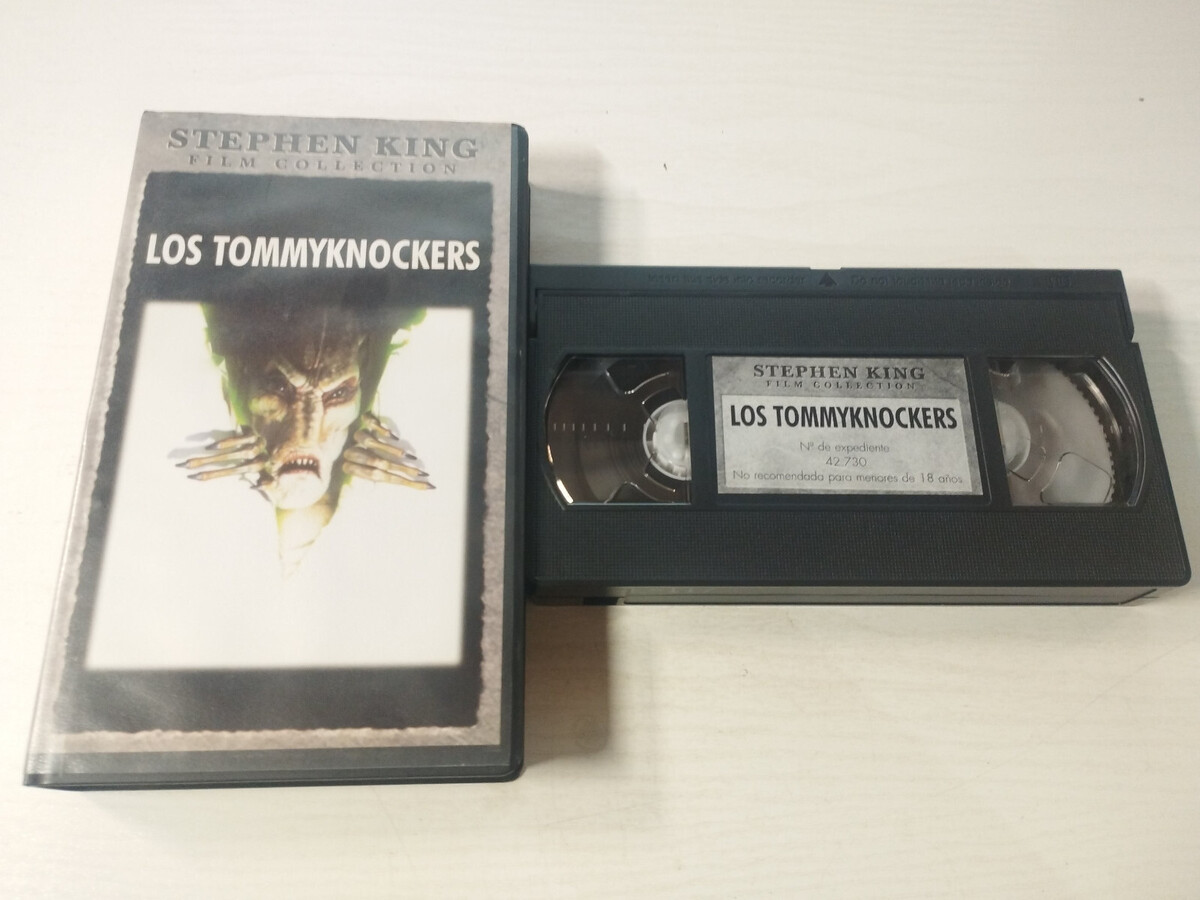 STEPHEN KING
FILM COLLECTION
LOS TOMMYKNOCKERS
STEPHEN KING
FILM COLLECTION
LOS TOMMYKNOCKERS
Nº de expediente
42.730
No recomendada para menores de 18 años